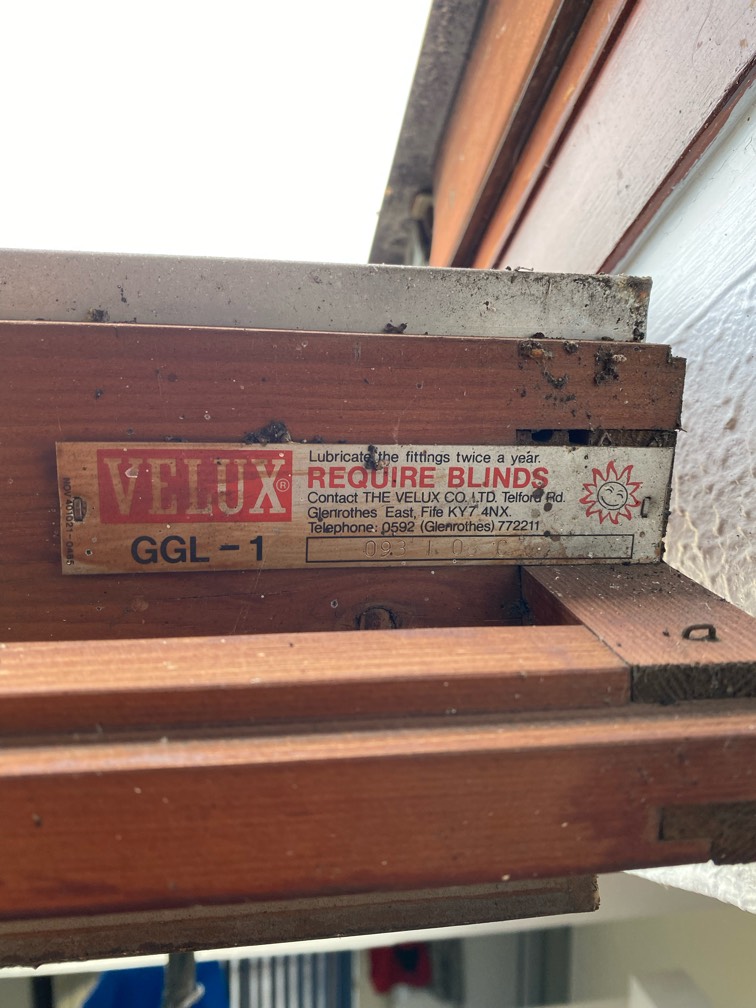 VELUX®
GGL-1
Lubricate the fittings twice a year.
REQUIRE BLINDS
Contact THE VELUX CO. LTD. Telford Rd.
Glenrothes East, Fife KY7 4NX.
Telephone: 0592 (Glenrothes) 772211